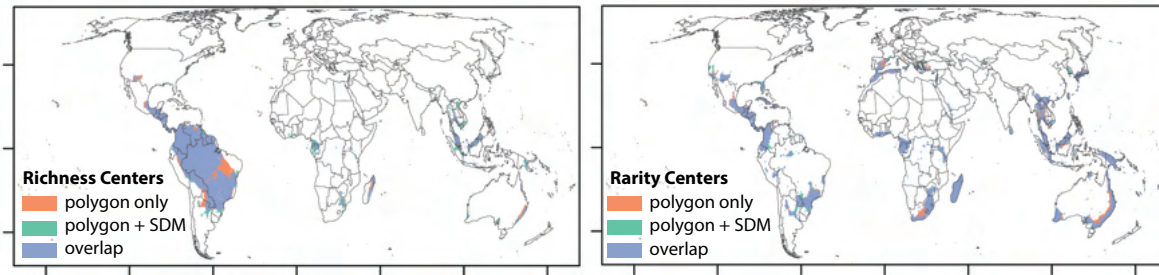 Richness Centers
polygon only
polygon + SDM
overlap
Rarity Centers
polygon only
polygon + SDM
overlap